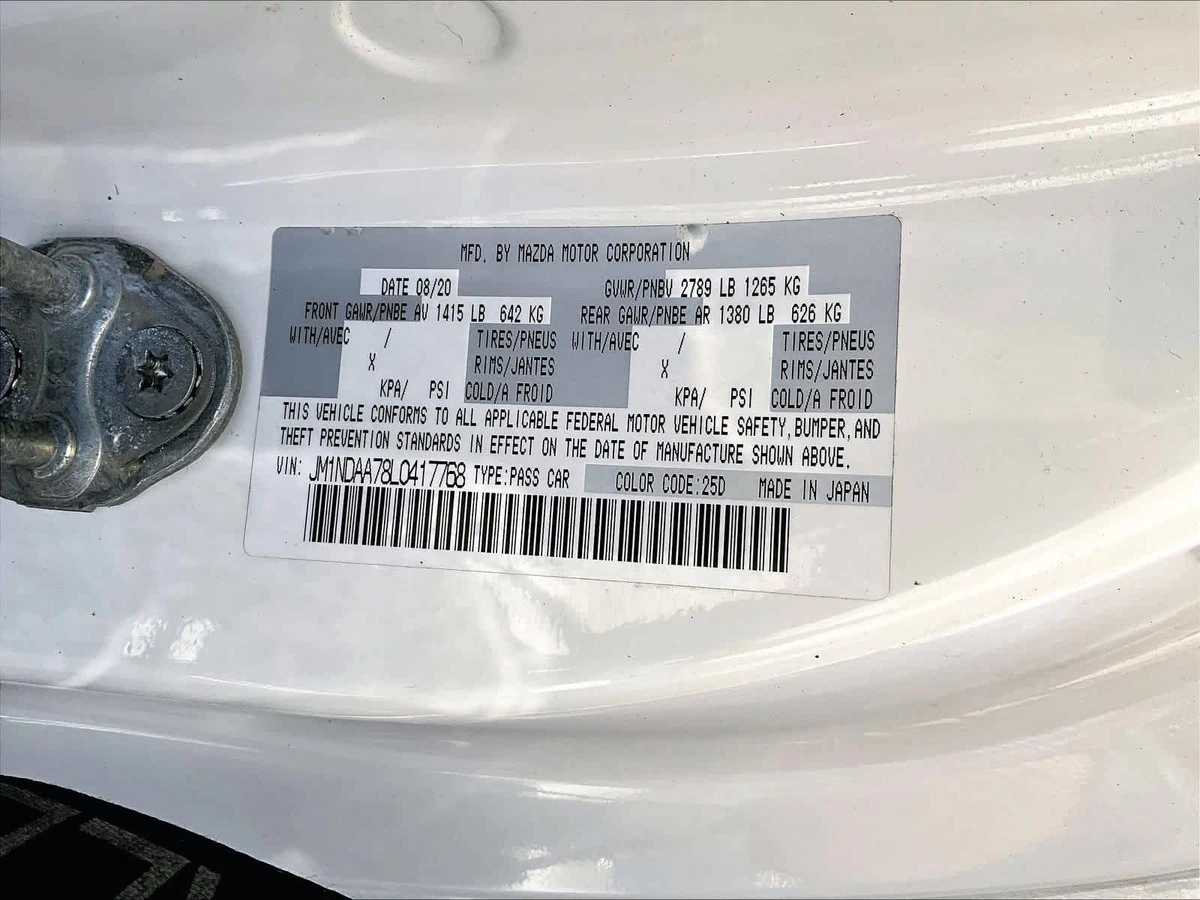 MFD. BY MAZDA MOTOR CORPORATION
DATE 08/20 GVWR/PNBV 2789 LB 1265 KG
FRONT GAWR/PNBE AV 1415 LB 642 KG REAR GAWR/PNBE AR 1380 LB 626 KG
WITH/AVEC / TIRES/PNEUS WITH/AVEC / TIRES/PNEUS
X RIMS/JANTES X RIMS/JANTES
KPA/ PSI COLD/A FROID KPA/ PSI COLD/A FROID
THIS VEHICLE CONFORMS TO ALL APPLICABLE FEDERAL MOTOR VEHICLE SAFETY, BUMPER, AND
THEFT PREVENTION STANDARDS IN EFFECT ON THE DATE OF MANUFACTURE SHOWN ABOVE.
VIN: JM1NDAA78L0417768 TYPE:PASS CAR COLOR CODE:25D MADE IN JAPAN